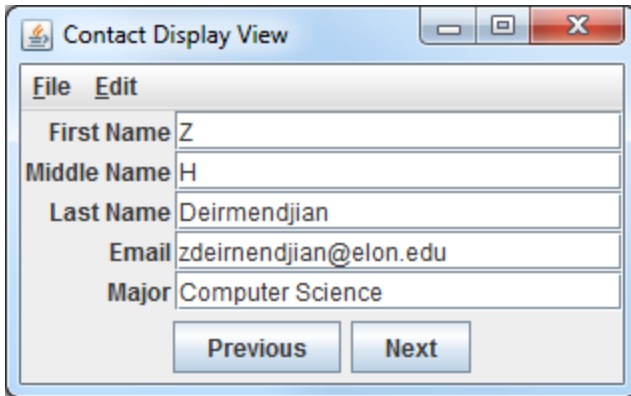 Contact Display View
File Edit
First Name Z
Middle Name H
Last Name Deirmendjian
Email zdeirnendjian@elon.edu
Major Computer Science
Previous Next